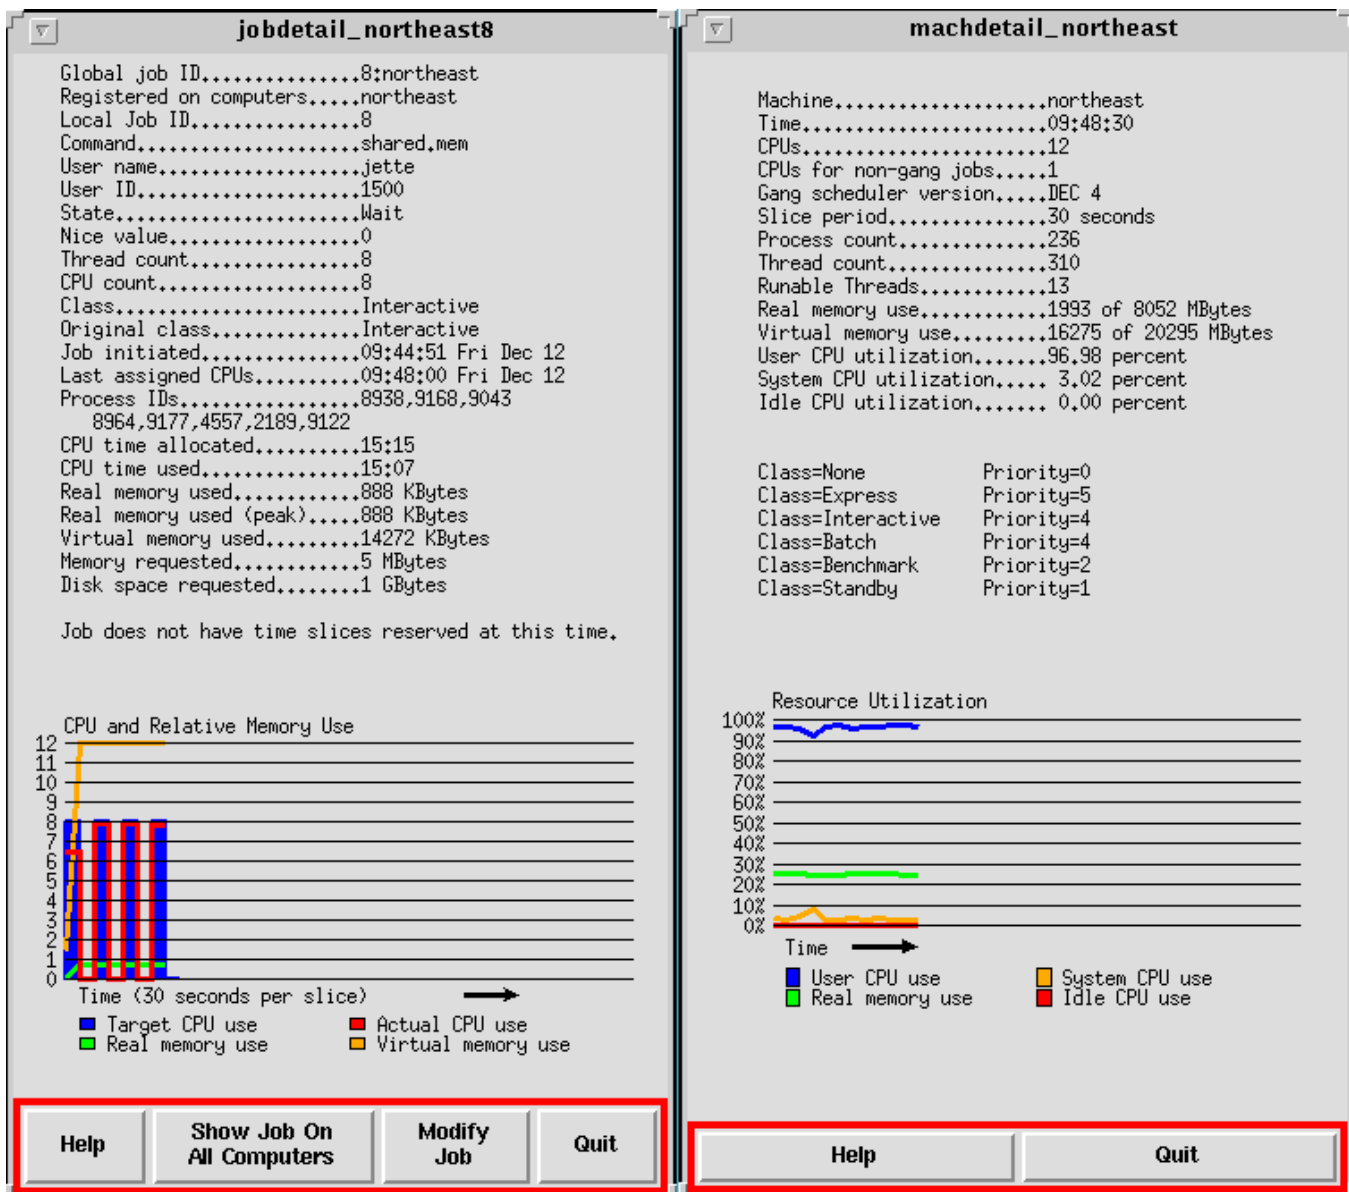 jobdetail_northeast8
Global job ID...............8:northeast
Registered on computers.....northeast
Local Job ID................8
Command.....................shared.mem
User name...................jette
User ID.....................1500
State.......................Wait
Nice value..................0
Thread count................8
CPU count...................8
Class.......................Interactive
Original class..............Interactive
Job initiated...............09:44:51 Fri Dec 12
Last assigned CPUs..........09:48:00 Fri Dec 12
Process IDs.................8938,9168,9043
8964,9177,4557,2189,9122
CPU time allocated..........15:15
CPU time used...............15:07
Real memory used............888 KBytes
Real memory used (peak).....888 KBytes
Virtual memory used.........14272 KBytes
Memory requested............5 MBytes
Disk space requested........1 GBytes
Job does not have time slices reserved at this time.
CPU and Relative Memory Use
12
11
10
9
8
7
6
5
4
3
2
1
0
Time (30 seconds per slice)
Target CPU use
Actual CPU use
Real memory use
Virtual memory use
Help
Show Job On
All Computers
Modify
Job
Quit
machdetail_northeast
Machine....................northeast
Time.......................09:48:30
CPUs.......................12
CPUs for non-gang jobs.....1
Gang scheduler version.....DEC 4
Slice period...............30 seconds
Process count..............236
Thread count...............310
Runable Threads............13
Real memory use............1993 of 8052 MBytes
Virtual memory use.........16275 of 20295 MBytes
User CPU utilization.......96.98 percent
System CPU utilization..... 3.02 percent
Idle CPU utilization....... 0.00 percent
Class=None Priority=0
Class=Express Priority=5
Class=Interactive Priority=4
Class=Batch Priority=4
Class=Benchmark Priority=2
Class=Standby Priority=1
Resource Utilization
100%
90%
80%
70%
60%
50%
40%
30%
20%
10%
0%
Time
User CPU use
System CPU use
Real memory use
Idle CPU use
Help
Quit